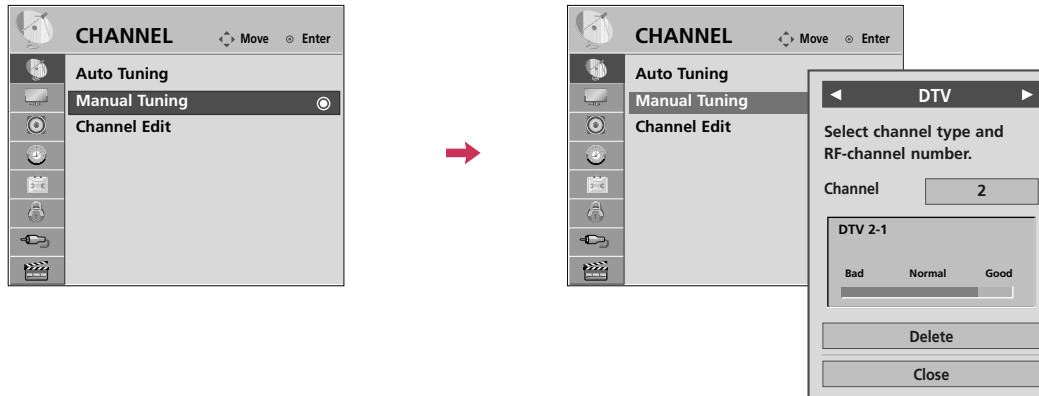 CHANNEL Move Enter
Auto Tuning
Manual Tuning
Channel Edit
CHANNEL Move Enter
Auto Tuning
Manual Tuning
Channel Edit
DTV
Select channel type and
RF-channel number.
Channel 2
DTV 2-1
Bad Normal Good
Delete
Close